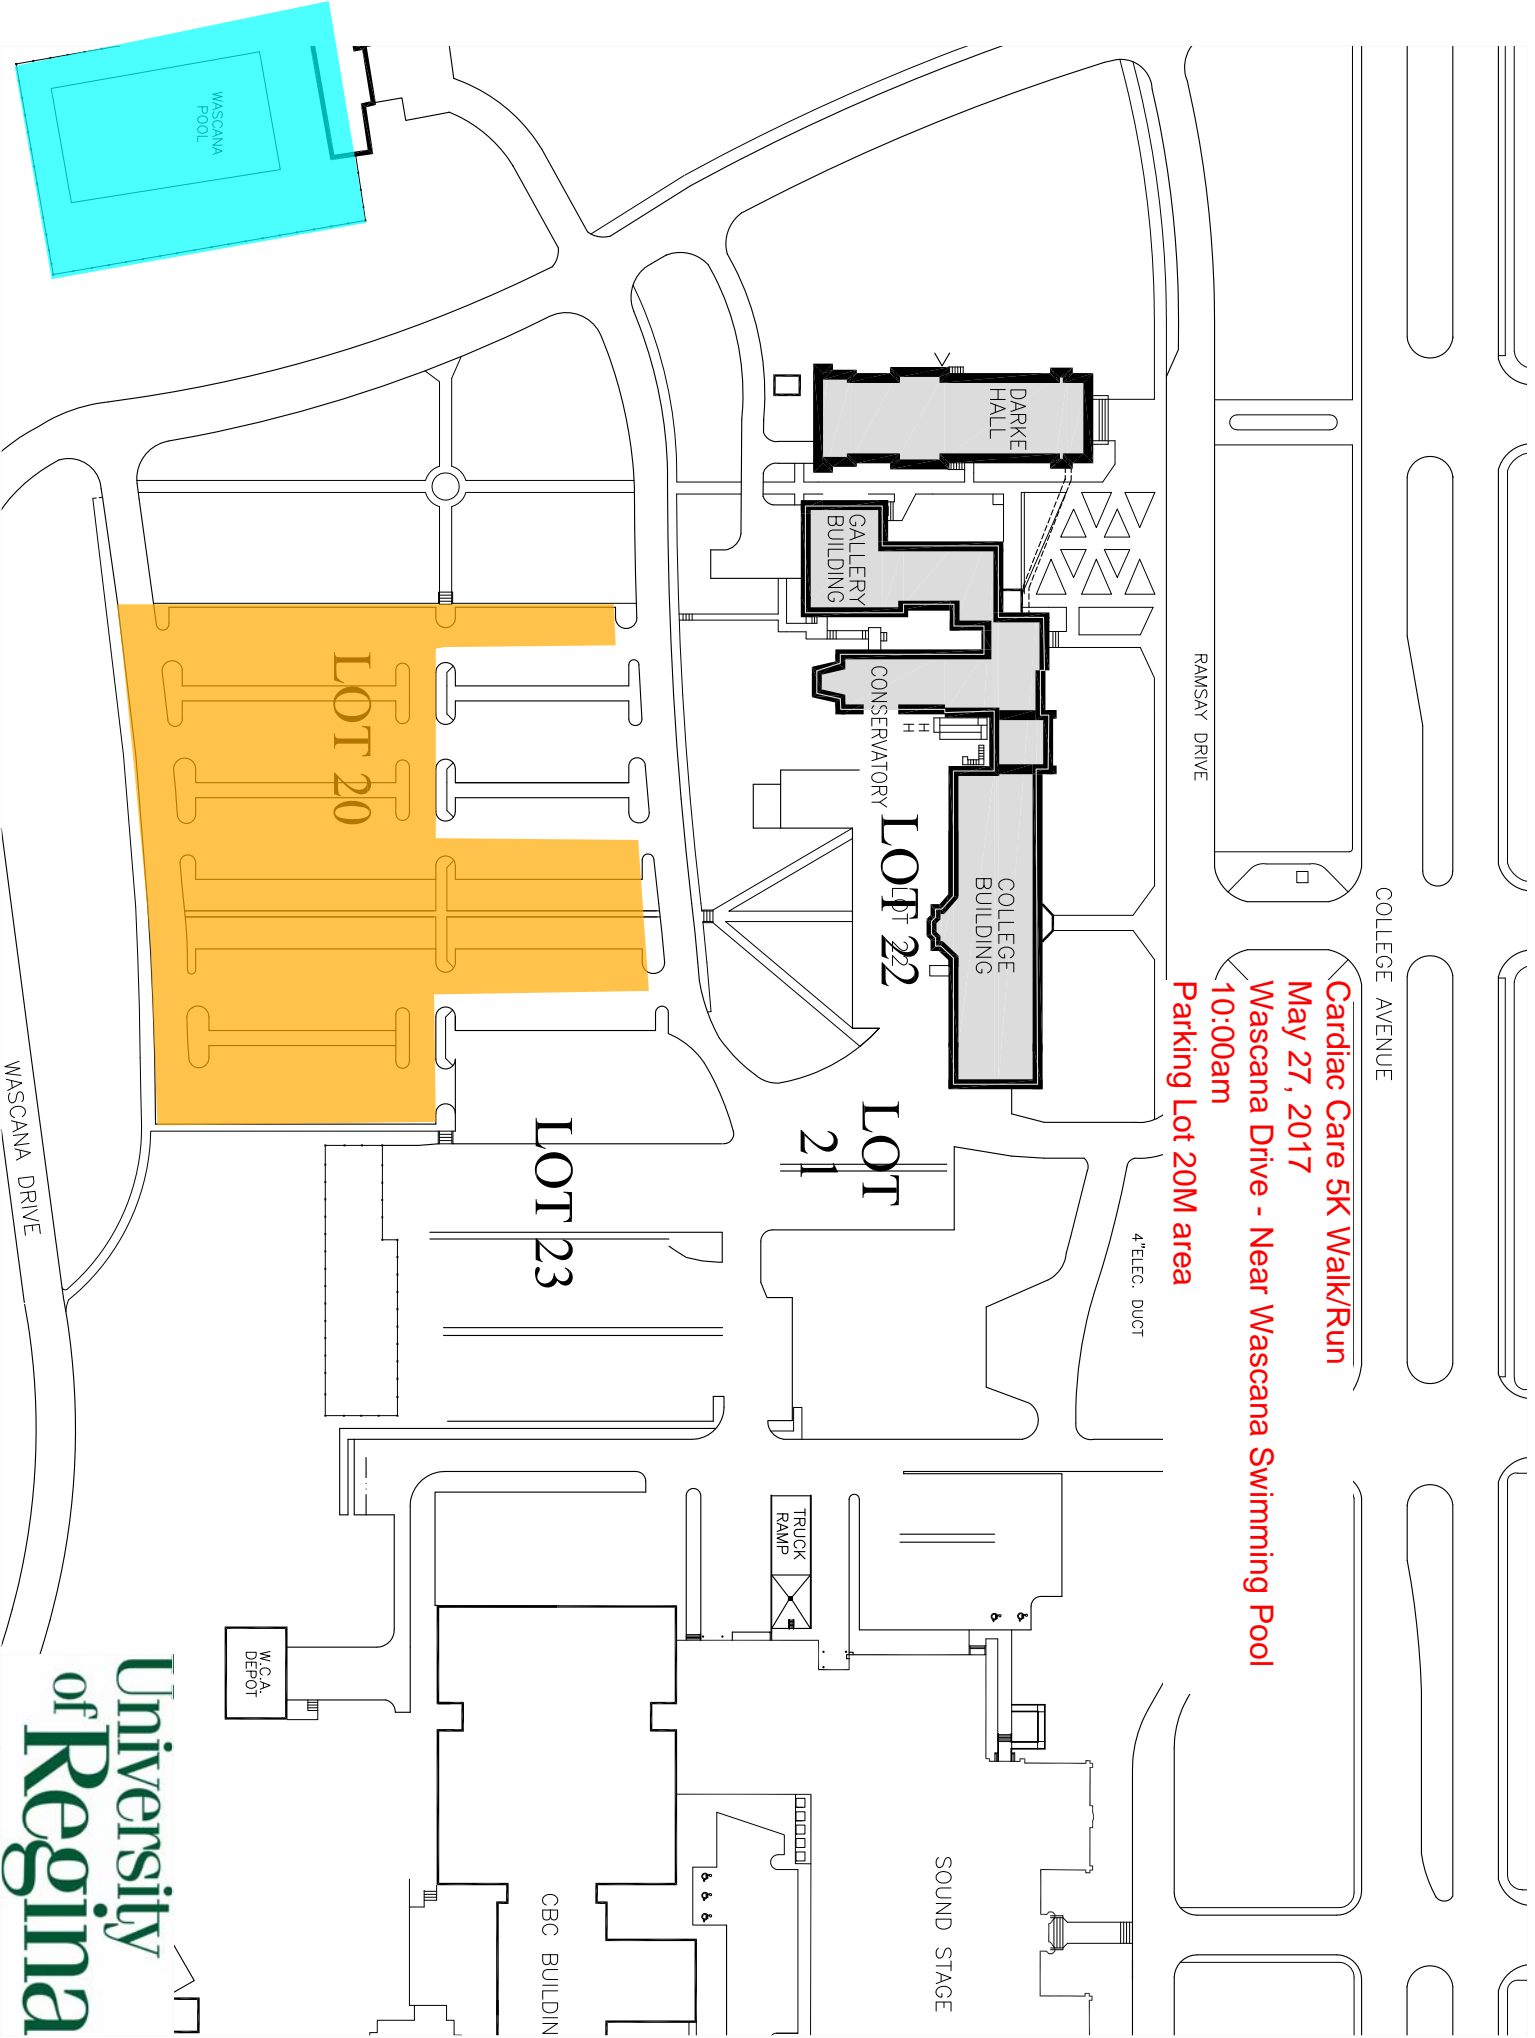 COLLEGE AVENUE
Cardiac Care 5K Walk/Run
May 27, 2017
Wascana Drive - Near Wascana Swimming Pool
10:00am
Parking Lot 20M area
RAMSAY DRIVE
4"ELEC. DUCT
DARKE
HALL
COLLEGE
BUILDING
SOUND STAGE
GALLERY
BUILDING
CONSERVATORY
H
H
LOT 22
LOT 22
LOT
21
TRUCK
RAMP
LOT 23
CBC BUILDIN
LOT 20
W.C.A.
DEPOT
WASCANA
POOL
WASCANA DRIVE
University
of Regina